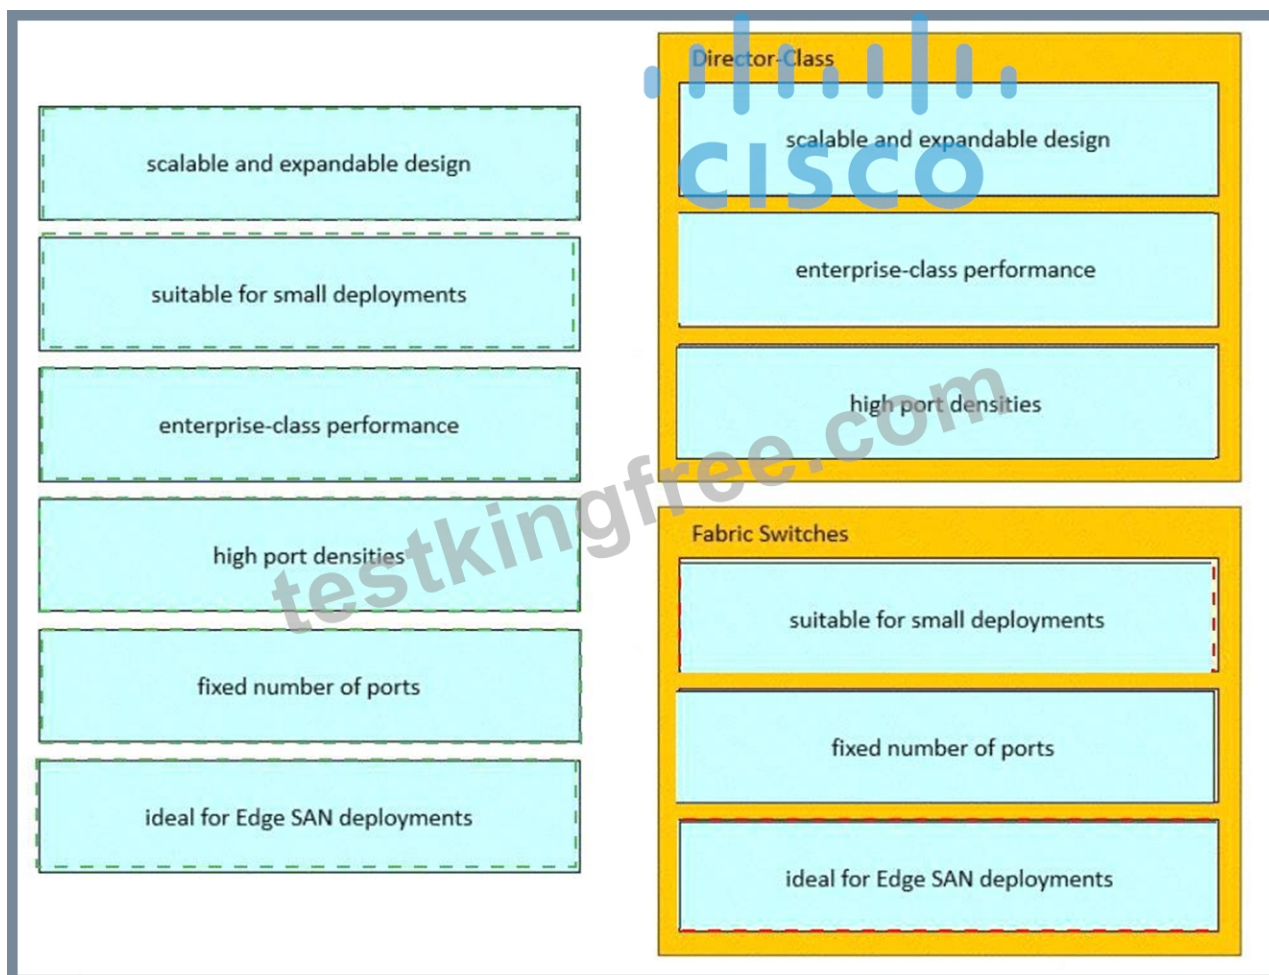 scalable and expandable design
suitable for small deployments
enterprise-class performance
high port densities
fixed number of ports
ideal for Edge SAN deployments
Director-Class
scalable and expandable design
enterprise-class performance
high port densities
Fabric Switches
suitable for small deployments
fixed number of ports
ideal for Edge SAN deployments
CISCO
testkingfree.com